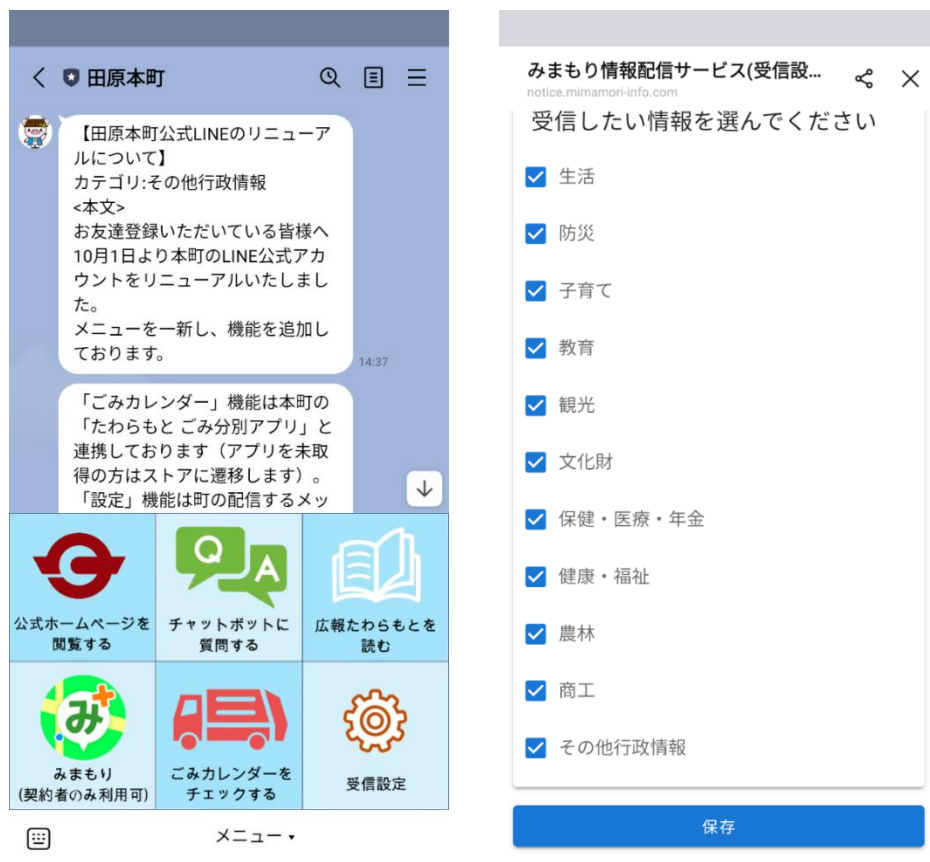 田原本町
【田原本町公式LINEのリニューア
ルについて】
カテゴリ:その他行政情報
<本文>
お友達登録いただいている皆様へ
10月1日より本町のLINE公式アカ
ウントをリニューアルいたしまし
た。
メニューを一新し、機能を追加し
ております。
14:37
「ごみカレンダー」機能は本町の
「たわらもと ごみ分別アプリ」と
連携しております（アプリを未取
得の方はストアに遷移します）。
「設定」機能は町の配信するメッ
公式ホームページを
閲覧する
Q A
チャットボットに
質問する
広報たわらもとを
読む
み
みまもり
(契約者のみ利用可)
ごみカレンダーを
チェックする
受信設定
メニュー
みまもり情報配信サービス(受信設...
notice.mimamori-info.com
受信したい情報を選んでください
生活
防災
子育て
教育
観光
文化財
保健・医療・年金
健康・福祉
農林
商工
その他行政情報
保存